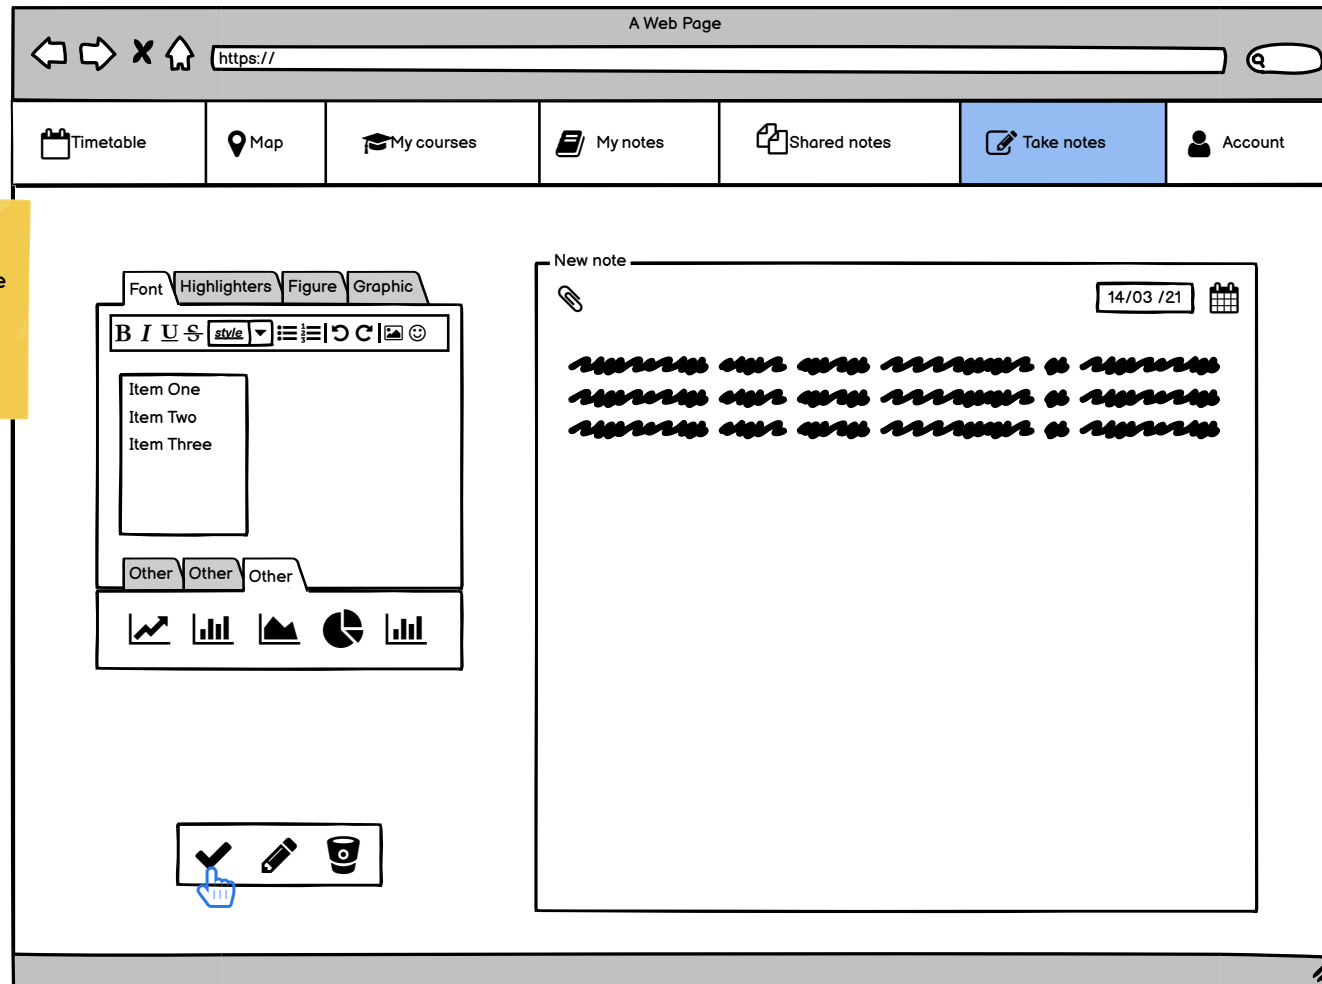 A Web Page
https://
Timetable
Map
My courses
My notes
Shared notes
Take notes
Account
e
Font
Highlighters
Figure
Graphic
B I U S style
Item One
Item Two
Item Three
Other
Other
Other
New note
14/03 /21